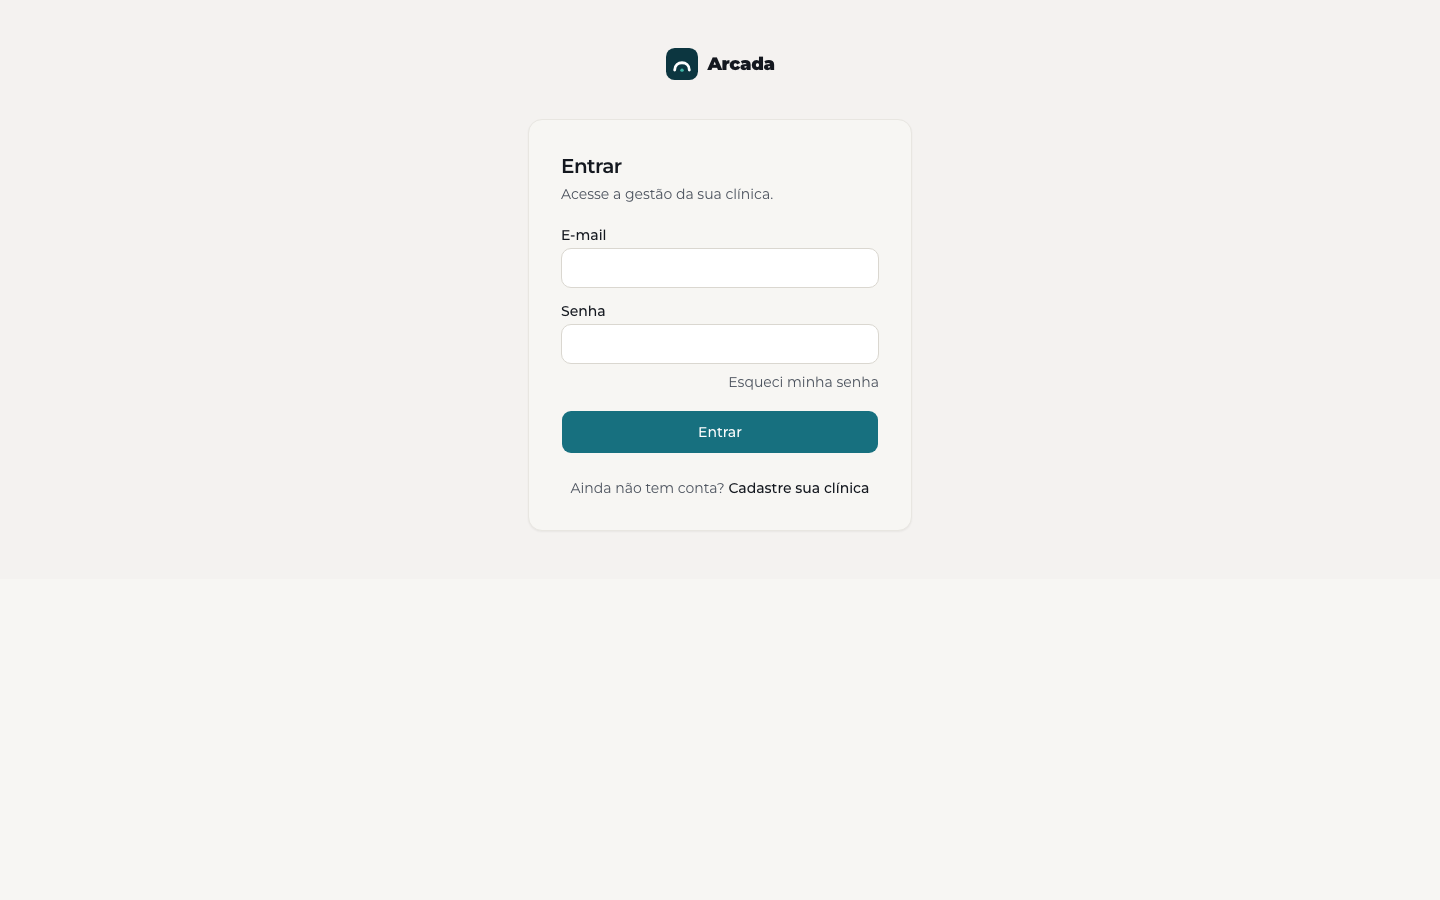 Arcada
Entrar
Acesse a gestão da sua clínica.
E-mail
Senha
Esqueci minha senha
Entrar
Ainda não tem conta? Cadastre sua clínica